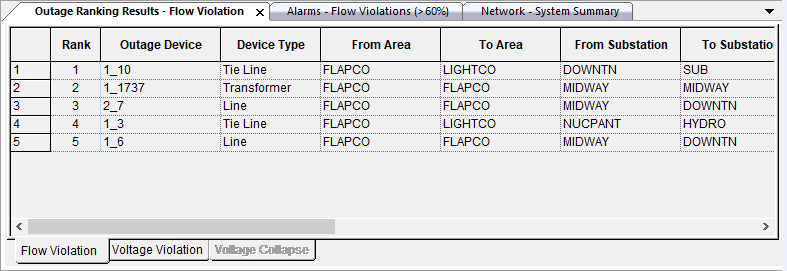 Outage Ranking Results - Flow Violation × Alarms - Flow Violations (>60%) Network - System Summary
Rank Outage Device Device Type From Area To Area From Substation To Substatio
1 1 1_10 Tie Line FLAPCO LIGHTCO DOWNTN SUB
2 2 1_1737 Transformer FLAPCO FLAPCO MIDWAY MIDWAY
3 3 2_7 Line FLAPCO FLAPCO MIDWAY DOWNTN
4 4 1_3 Tie Line FLAPCO LIGHTCO NUCPANT HYDRO
5 5 1_6 Line FLAPCO FLAPCO MIDWAY DOWNTN
Flow Violation Voltage Violation Voltage Collapse